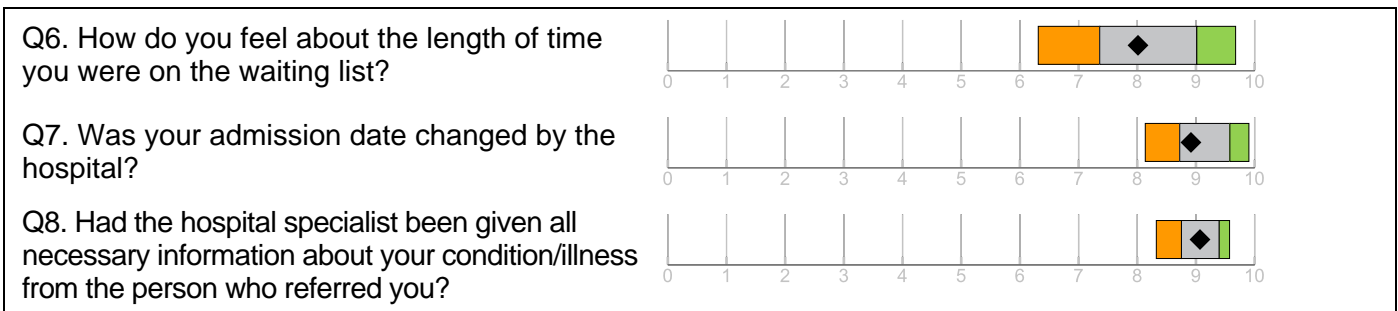 Q6. How do you feel about the length of time
you were on the waiting list?
0 1 2 3 4 5 6 7 8 9 10
Q7. Was your admission date changed by the
hospital?
0 1 2 3 4 5 6 7 8 9 10
Q8. Had the hospital specialist been given all
necessary information about your condition/illness
from the person who referred you?
0 1 2 3 4 5 6 7 8 9 10